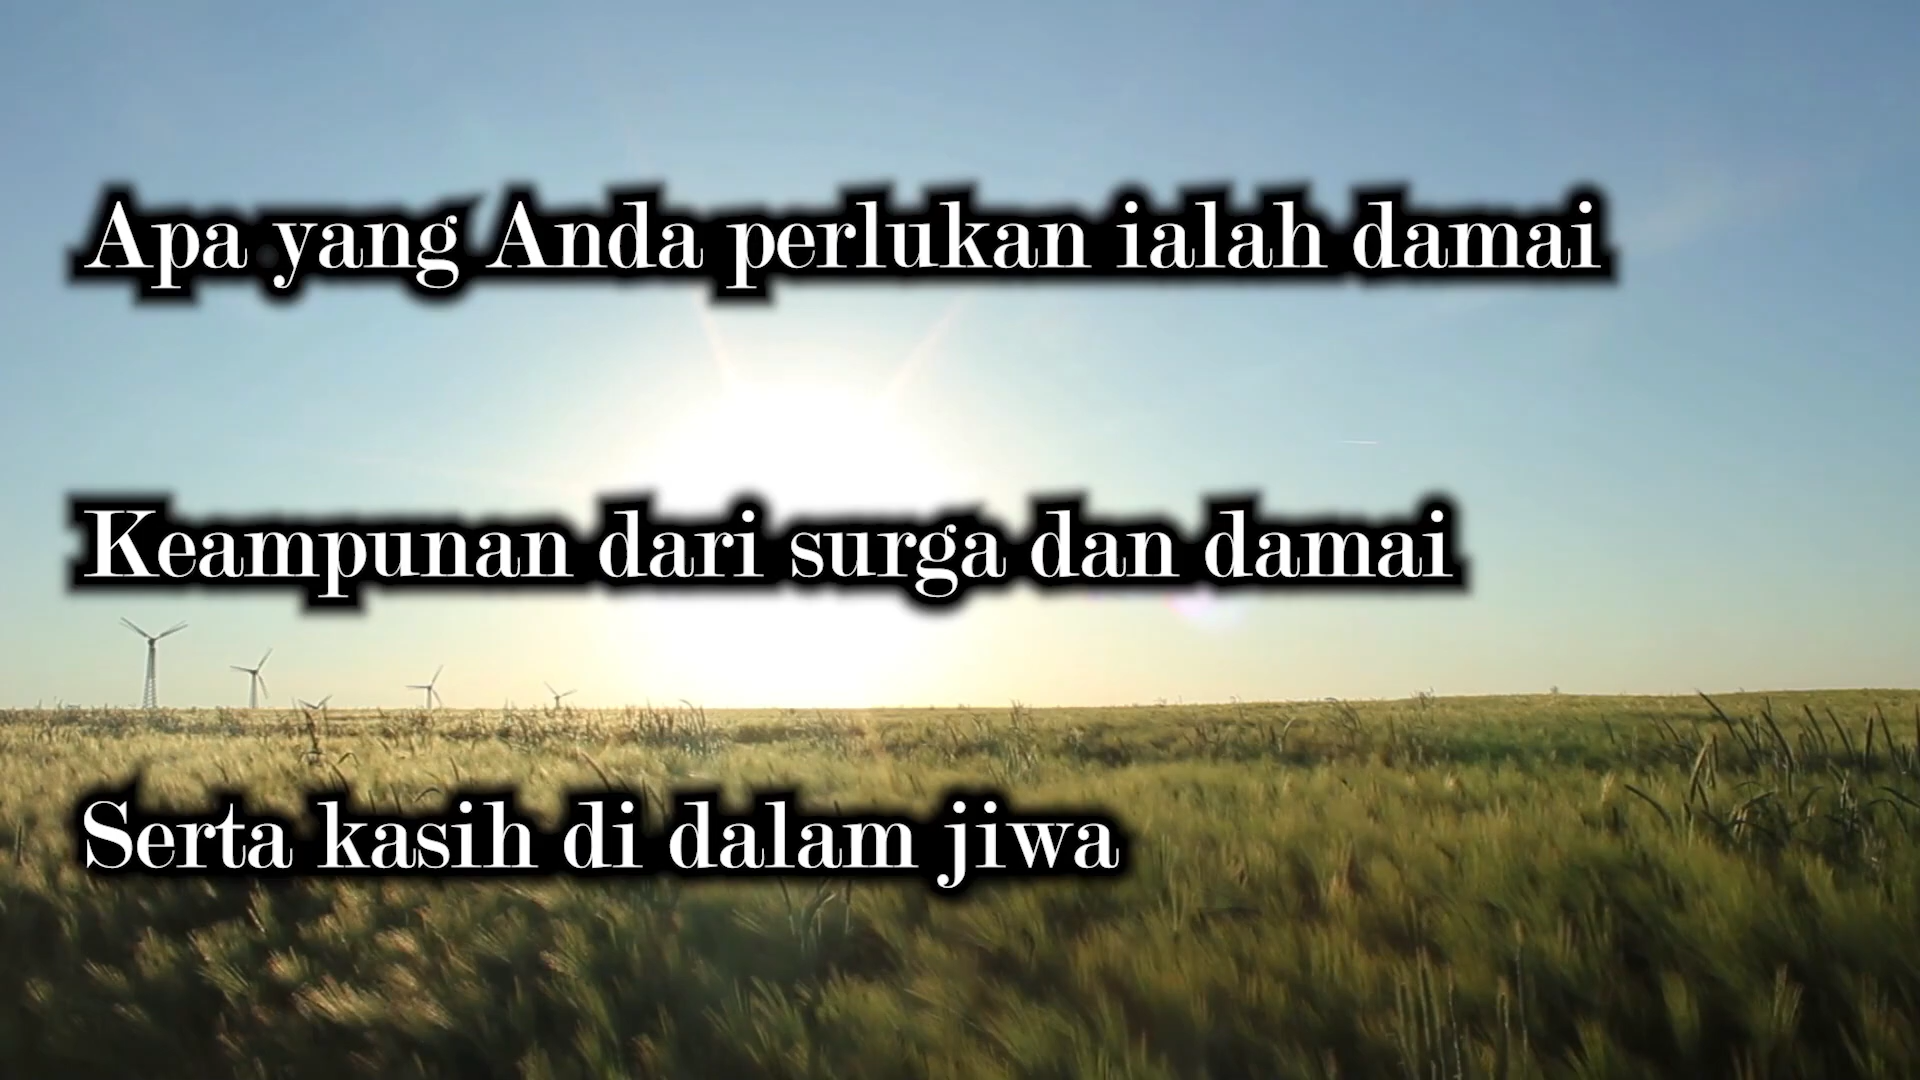 Apa yang Anda perlukan ialah damai
Keampunan dari surga dan damai
Serta kasih di dalam jiwa